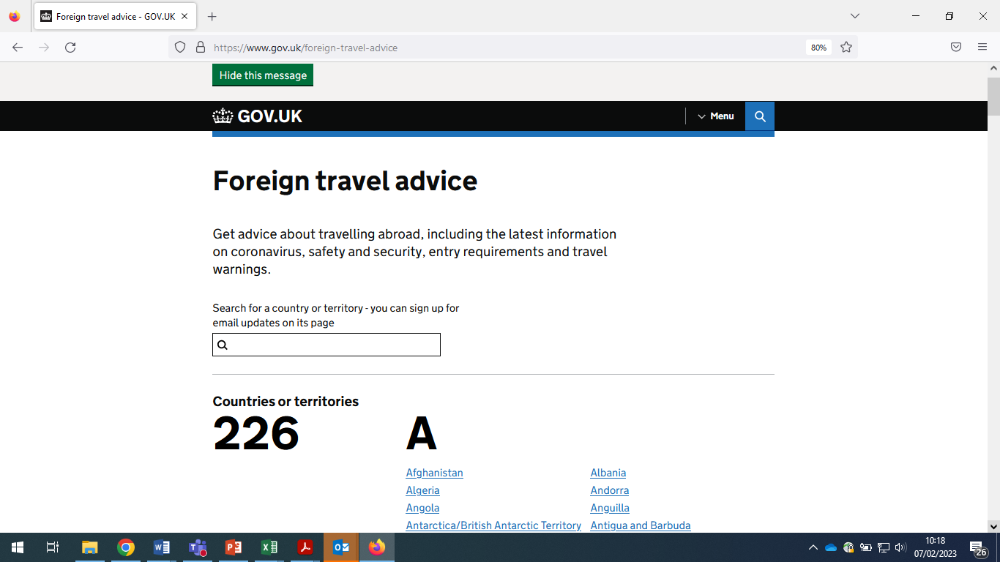 Foreign travel advice - GOV.UK
https://www.gov.uk/foreign-travel-advice
80%
Hide this message
GOV.UK
Menu
Foreign travel advice
Get advice about travelling abroad, including the latest information
on coronavirus, safety and security, entry requirements and travel
warnings.
Search for a country or territory - you can sign up for
email updates on its page
Countries or territories
226
A
Afghanistan
Albania
Algeria
Andorra
Angola
Anguilla
Antarctica/British Antarctic Territory
Antigua and Barbuda
10:18
07/02/2023
26